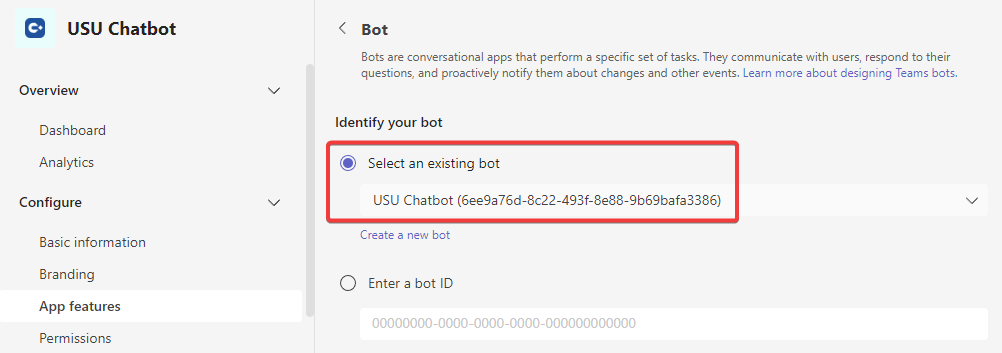 USU Chatbot
Overview
Dashboard
Analytics
Configure
Basic information
Branding
App features
Permissions
Bot
Bots are conversational apps that perform a specific set of tasks. They communicate with users, respond to their
questions, and proactively notify them about changes and other events. Learn more about designing Teams bots.
Identify your bot
Select an existing bot
USU Chatbot (6ee9a76d-8c22-493f-8e88-9b69bafa3386)
Create a new bot
Enter a bot ID
00000000-0000-0000-0000-000000000000